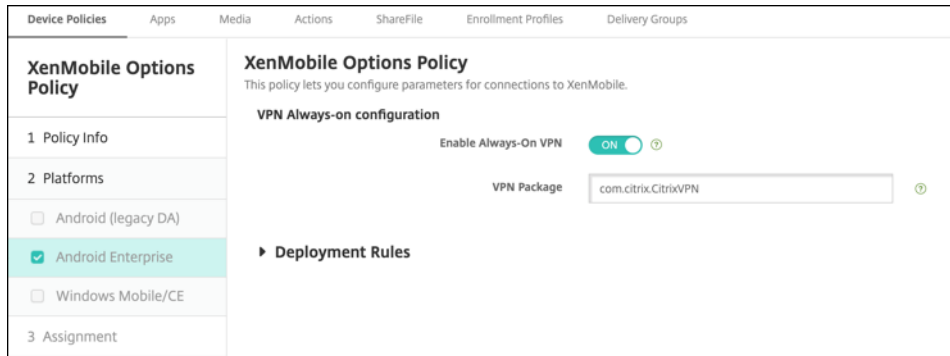 Device Policies Apps Media Actions ShareFile Enrollment Profiles Delivery Groups
XenMobile Options
Policy
1 Policy Info
2 Platforms
Android (legacy DA)
Android Enterprise
Windows Mobile/CE
3 Assignment
XenMobile Options Policy
This policy lets you configure parameters for connections to XenMobile.
VPN Always-on configuration
Enable Always-On VPN ON ?
VPN Package com.citrix.CitrixVPN ?
Deployment Rules